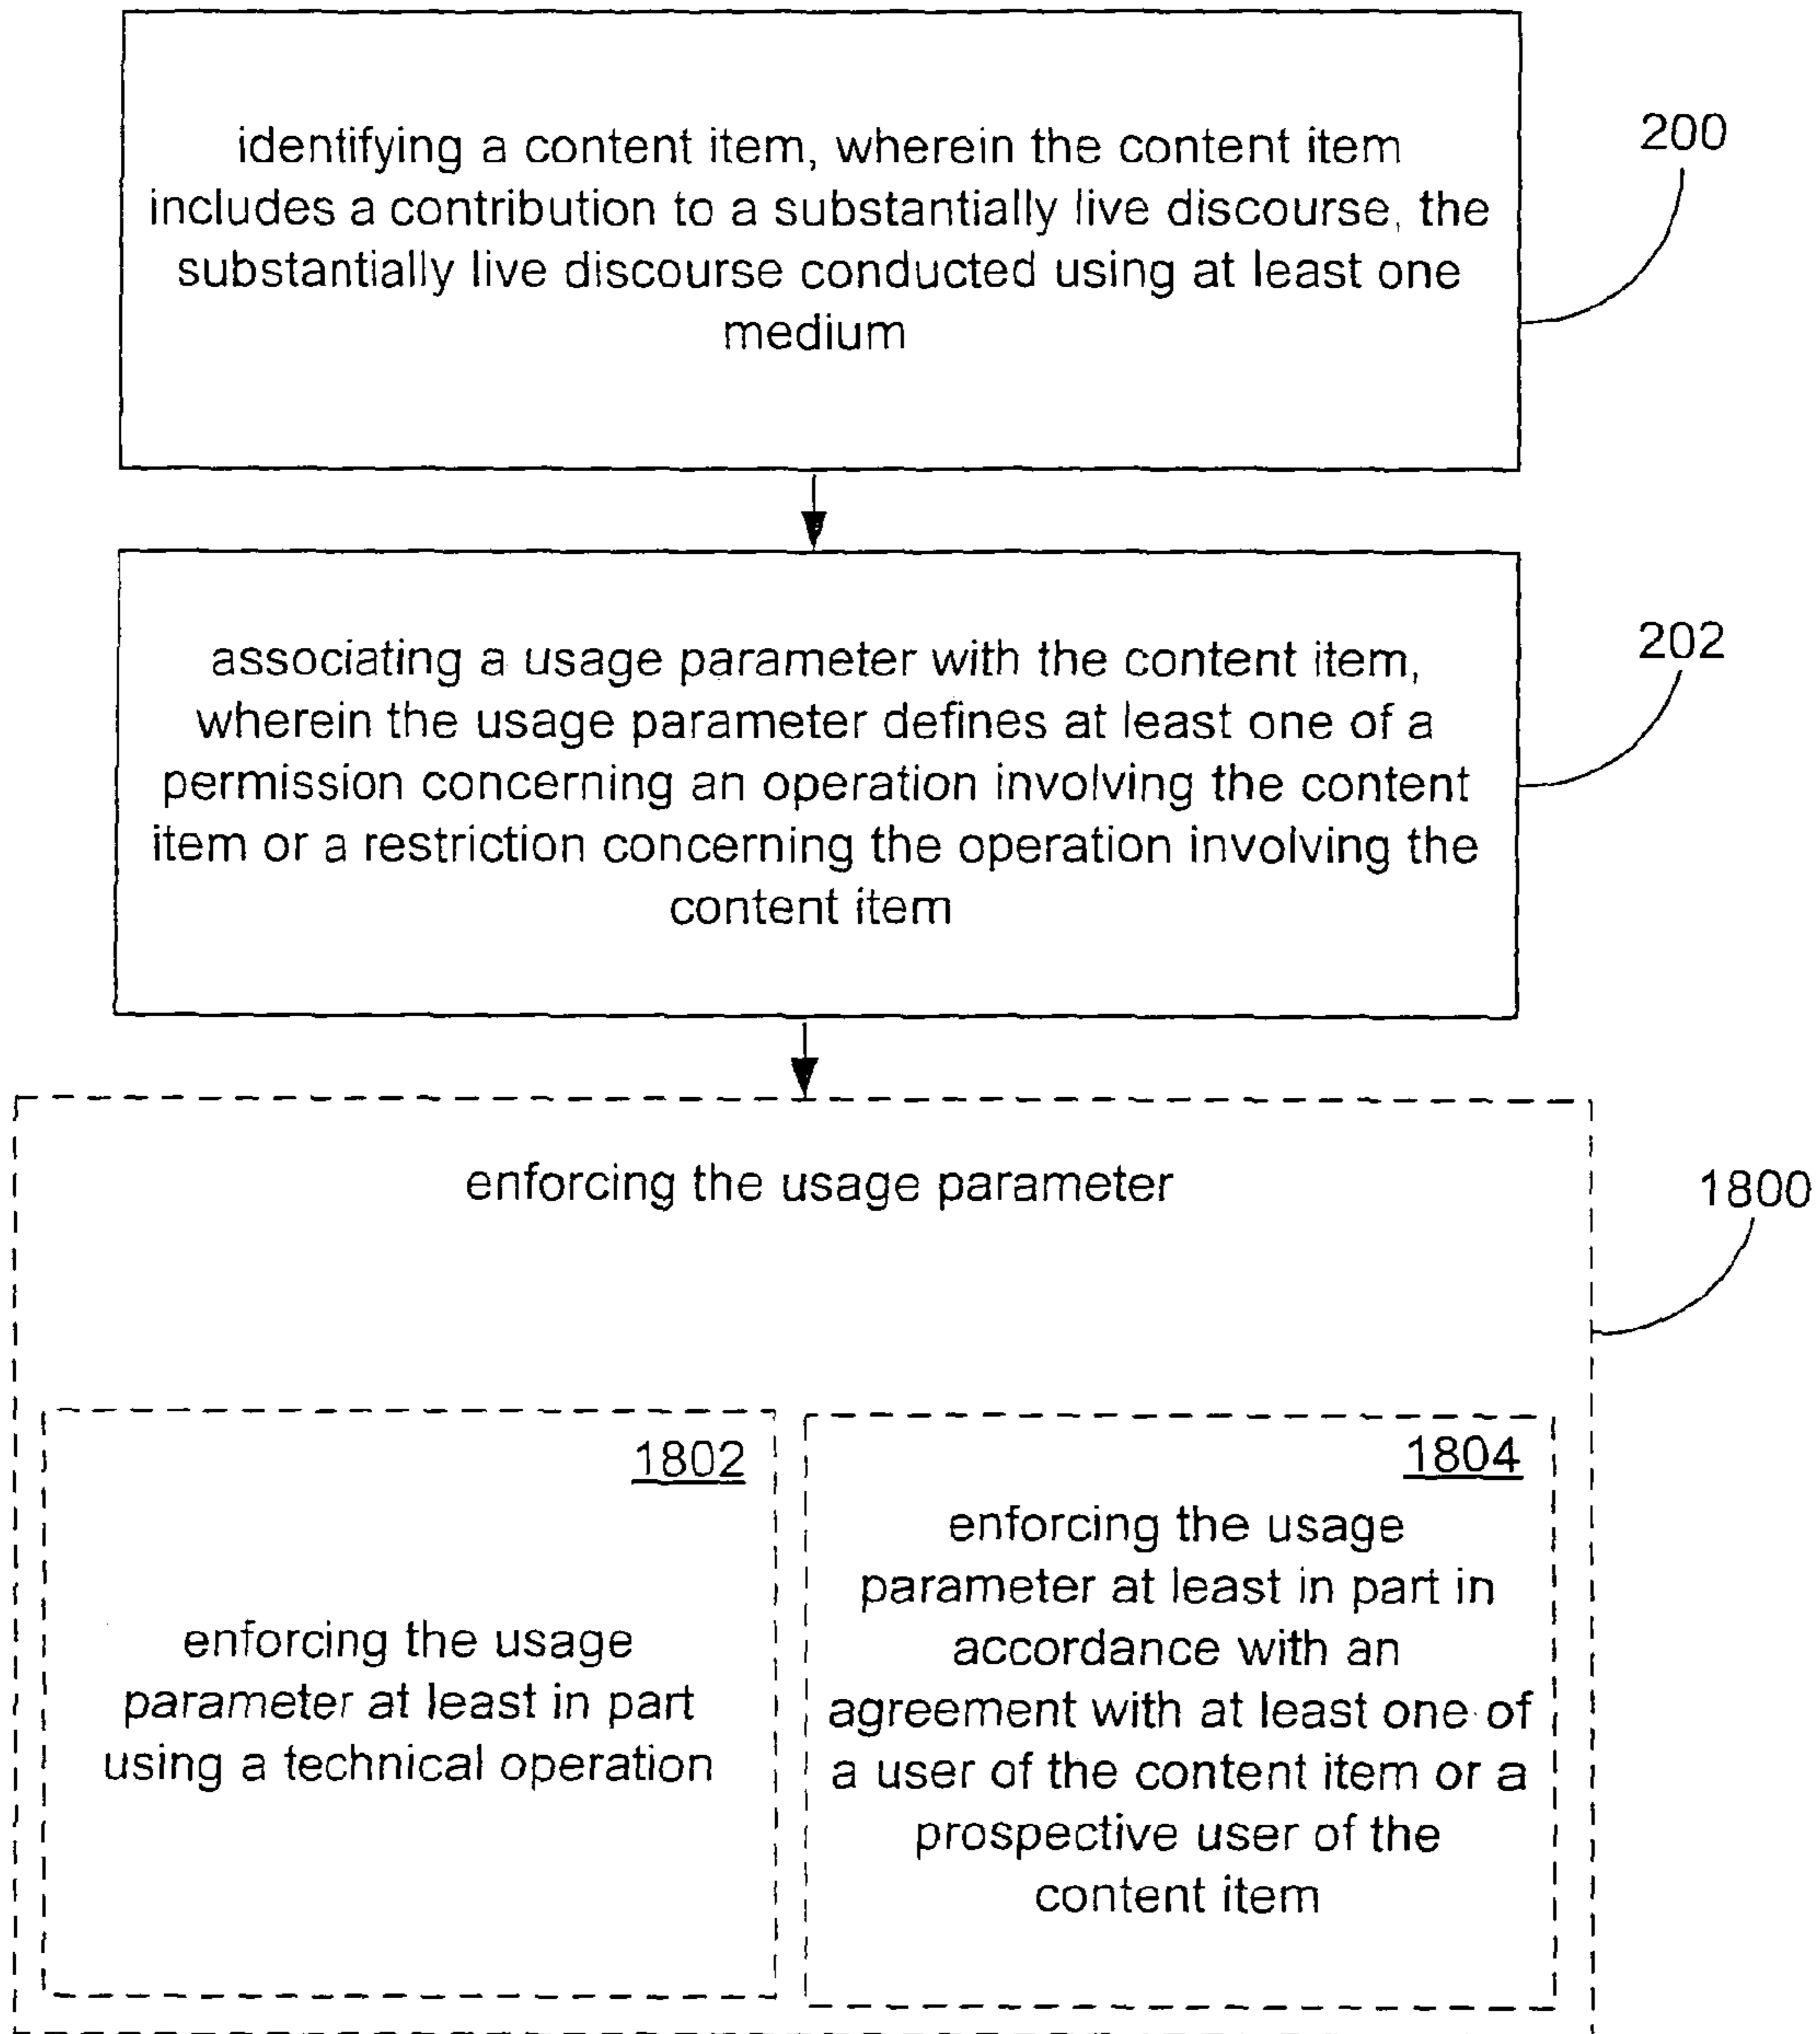 identifying a content item, wherein the content item
includes a contribution to a substantially live discourse, the
substantially live discourse conducted using at least one
medium
200
associating a usage parameter with the content item,
wherein the usage parameter defines at least one of a
permission concerning an operation involving the content
item or a restriction concerning the operation involving the
content item
202
enforcing the usage parameter
1800
1802
enforcing the usage
parameter at least in part
using a technical operation
1804
enforcing the usage
parameter at least in part in
accordance with an
agreement with at least one of
a user of the content item or a
prospective user of the
content item